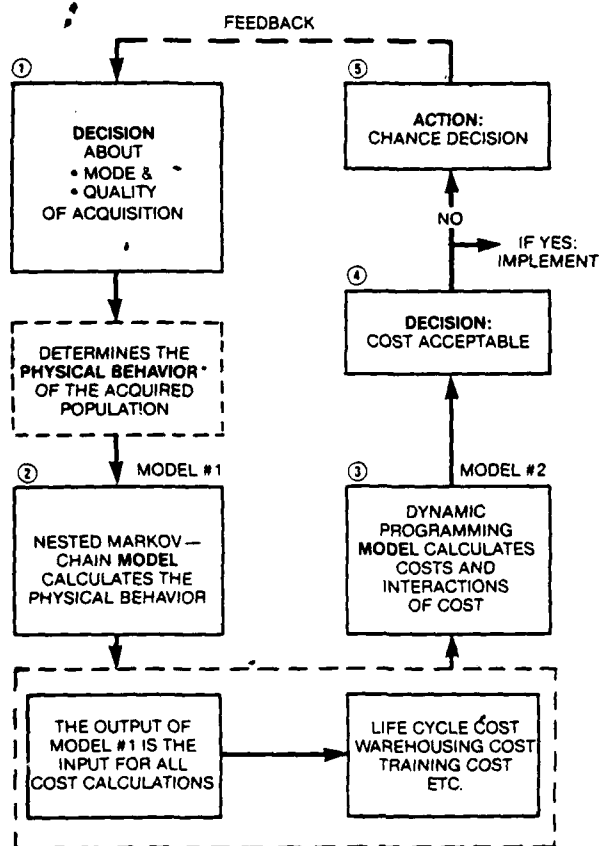 FEEDBACK
①
DECISION
ABOUT
• MODE &
• QUALITY
OF ACQUISITION
DETERMINES THE
PHYSICAL BEHAVIOR
OF THE ACQUIRED
POPULATION
② MODEL #1
NESTED MARKOV—
CHAIN MODEL
CALCULATES THE
PHYSICAL BEHAVIOR
THE OUTPUT OF
MODEL #1 IS THE
INPUT FOR ALL
COST CALCULATIONS
LIFE CYCLE COST
WAREHOUSING COST
TRAINING COST
ETC.
③ MODEL #2
DYNAMIC
PROGRAMMING
MODEL CALCULATES
COSTS AND
INTERACTIONS
OF COST
④
DECISION:
COST ACCEPTABLE
IF YES:
IMPLEMENT
NO
⑤
ACTION:
CHANCE DECISION